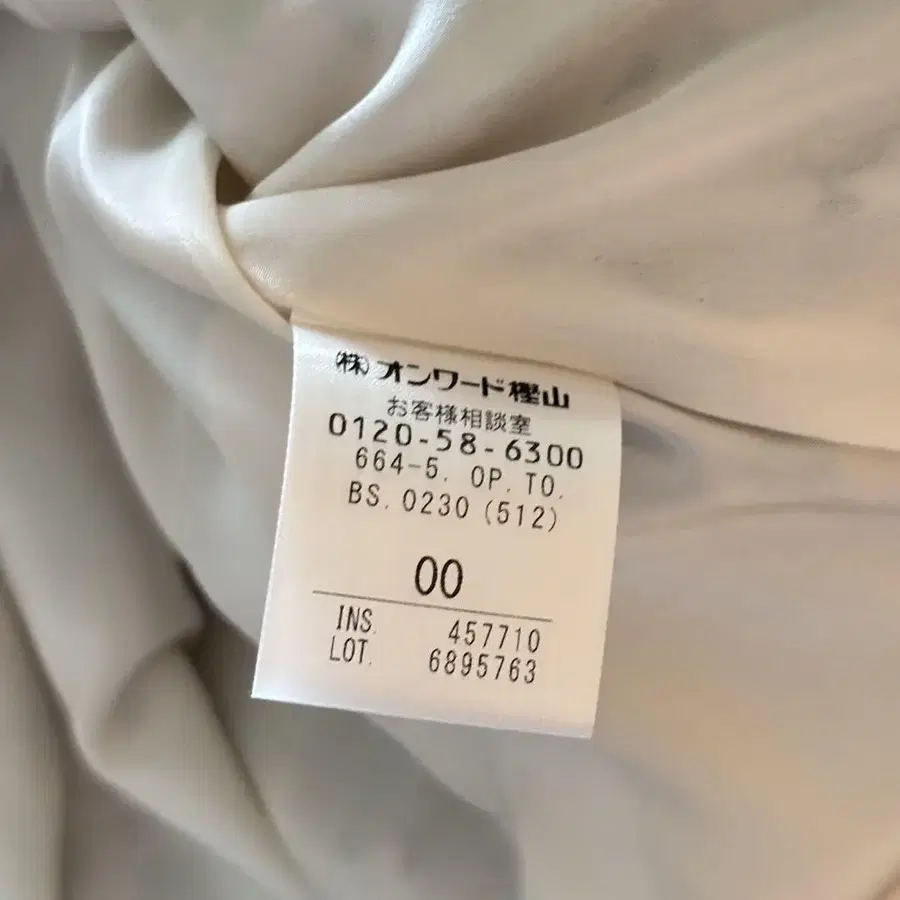 ㈱オンワード樫山
お客様相談室
0120-58-6300
664-5. OP. TO.
BS. 0230 (512)
00
INS. 457710
LOT. 6895763